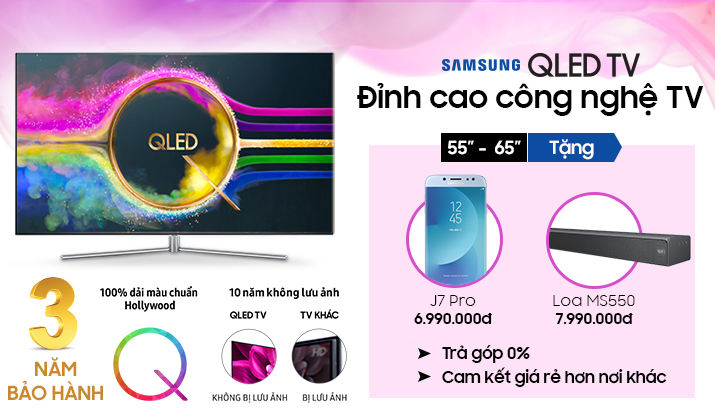 SAMSUNG QLED TV
Đỉnh cao công nghệ TV
QLED
55” - 65” Tặng
12
45
J7 Pro
6.990.000đ
Loa MS550
7.990.000đ
➤ Trả góp 0%
➤ Cam kết giá rẻ hơn nơi khác
3
NĂM
BẢO HÀNH
100% dải màu chuẩn
Hollywood
Q
10 năm không lưu ảnh
QLED TV
TV KHÁC
HD
KHÔNG BỊ LƯU ẢNH
BỊ LƯU ẢNH